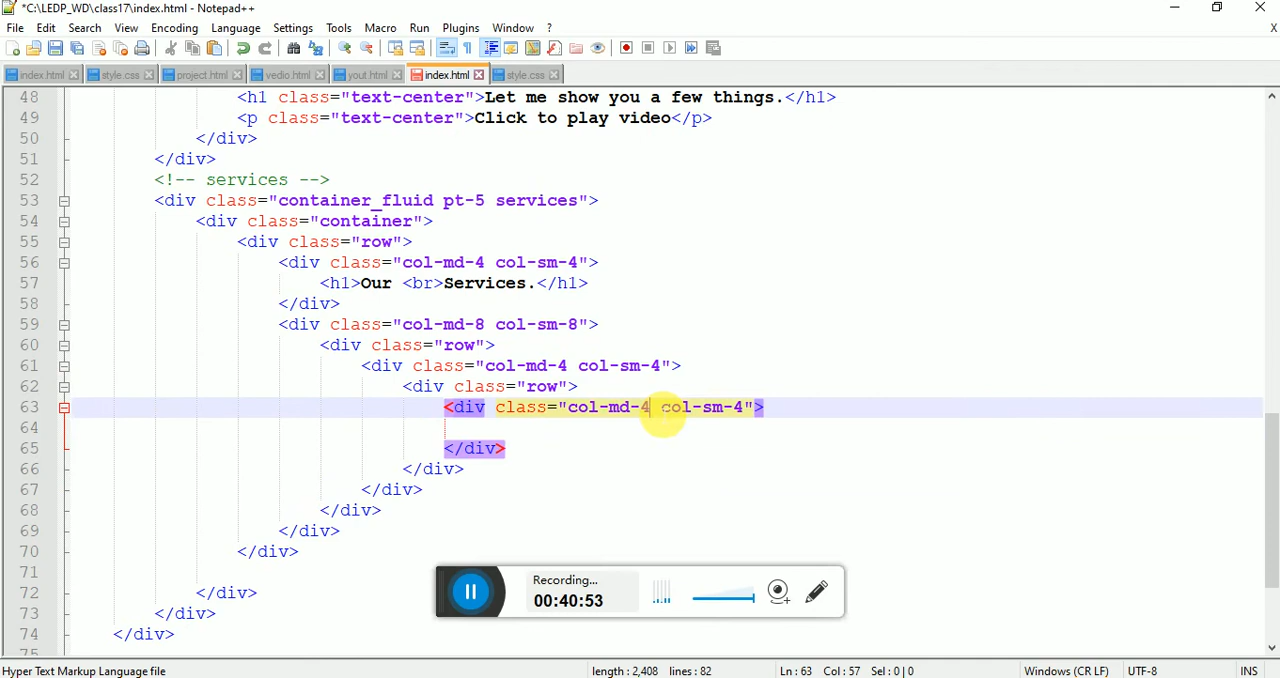 *C:\LEDP_WD\class17\index.html - Notepad++
File Edit Search View Encoding Language Settings Tools Macro Run Plugins Window ? X
index.html style.css project.html vedio.html yout.html index.html style.css
48 <h1 class="text-center">Let me show you a few things.</h1>
49 <p class="text-center">Click to play video</p>
50 </div>
51 </div>
52 <!-- services -->
53 <div class="container_fluid pt-5 services">
54 <div class="container">
55 <div class="row">
56 <div class="col-md-4 col-sm-4">
57 <h1>Our <br>Services.</h1>
58 </div>
59 <div class="col-md-8 col-sm-8">
60 <div class="row">
61 <div class="col-md-4 col-sm-4">
62 <div class="row">
63 <div class="col-md-4 col-sm-4">
64
65 </div>
66 </div>
67 </div>
68 </div>
69 </div>
70 </div>
71
72 </div>
73 </div>
74 </div>
75
Recording...
00:40:53
Hyper Text Markup Language file length : 2,408 lines : 82 Ln : 63 Col : 57 Sel : 0 | 0 Windows (CR LF) UTF-8 INS